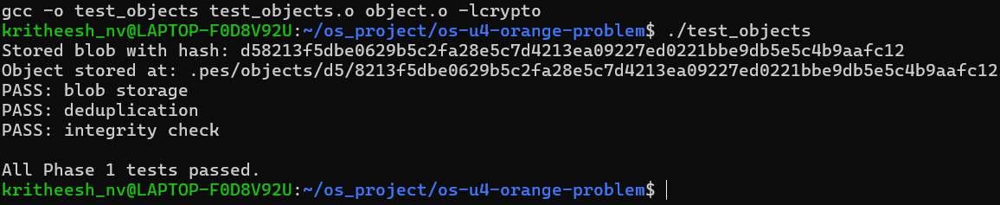 gcc -o test_objects test_objects.o object.o -lcrypto
kritheesh_nv@LAPTOP-F0D8V92U:~/os_project/os-u4-orange-problem$ ./test_objects
Stored blob with hash: d58213f5dbe0629b5c2fa28e5c7d4213ea09227ed0221bbe9db5e5c4b9aafc12
Object stored at: .pes/objects/d5/8213f5dbe0629b5c2fa28e5c7d4213ea09227ed0221bbe9db5e5c4b9aafc12
PASS: blob storage
PASS: deduplication
PASS: integrity check
All Phase 1 tests passed.
kritheesh_nv@LAPTOP-F0D8V92U:~/os_project/os-u4-orange-problem$